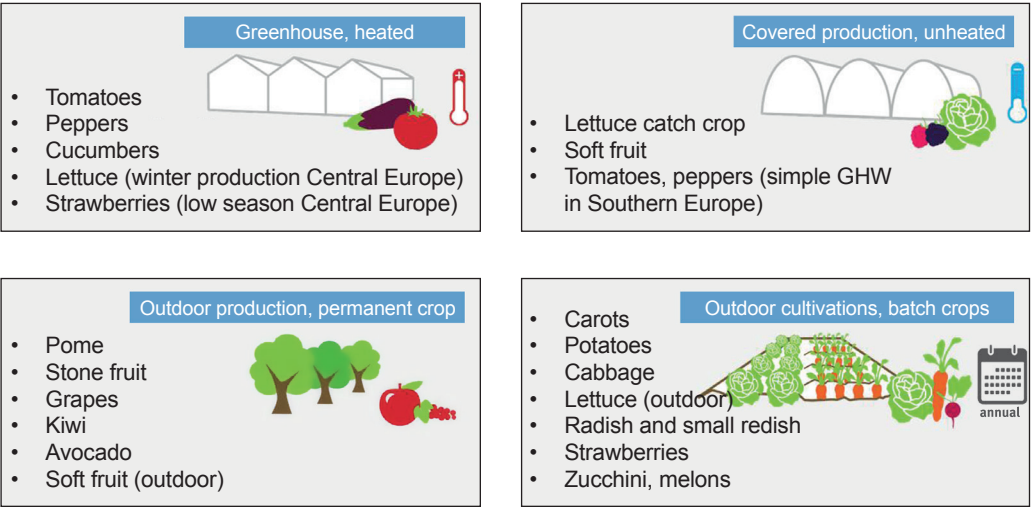 Greenhouse, heated
• Tomatoes
• Peppers
• Cucumbers
• Lettuce (winter production Central Europe)
• Strawberries (low season Central Europe)
Covered production, unheated
• Lettuce catch crop
• Soft fruit
• Tomatoes, peppers (simple GHW
in Southern Europe)
Outdoor production, permanent crop
• Pome
• Stone fruit
• Grapes
• Kiwi
• Avocado
• Soft fruit (outdoor)
Outdoor cultivations, batch crops
• Carots
• Potatoes
• Cabbage
• Lettuce (outdoor)
• Radish and small redish
• Strawberries
• Zucchini, melons
annual